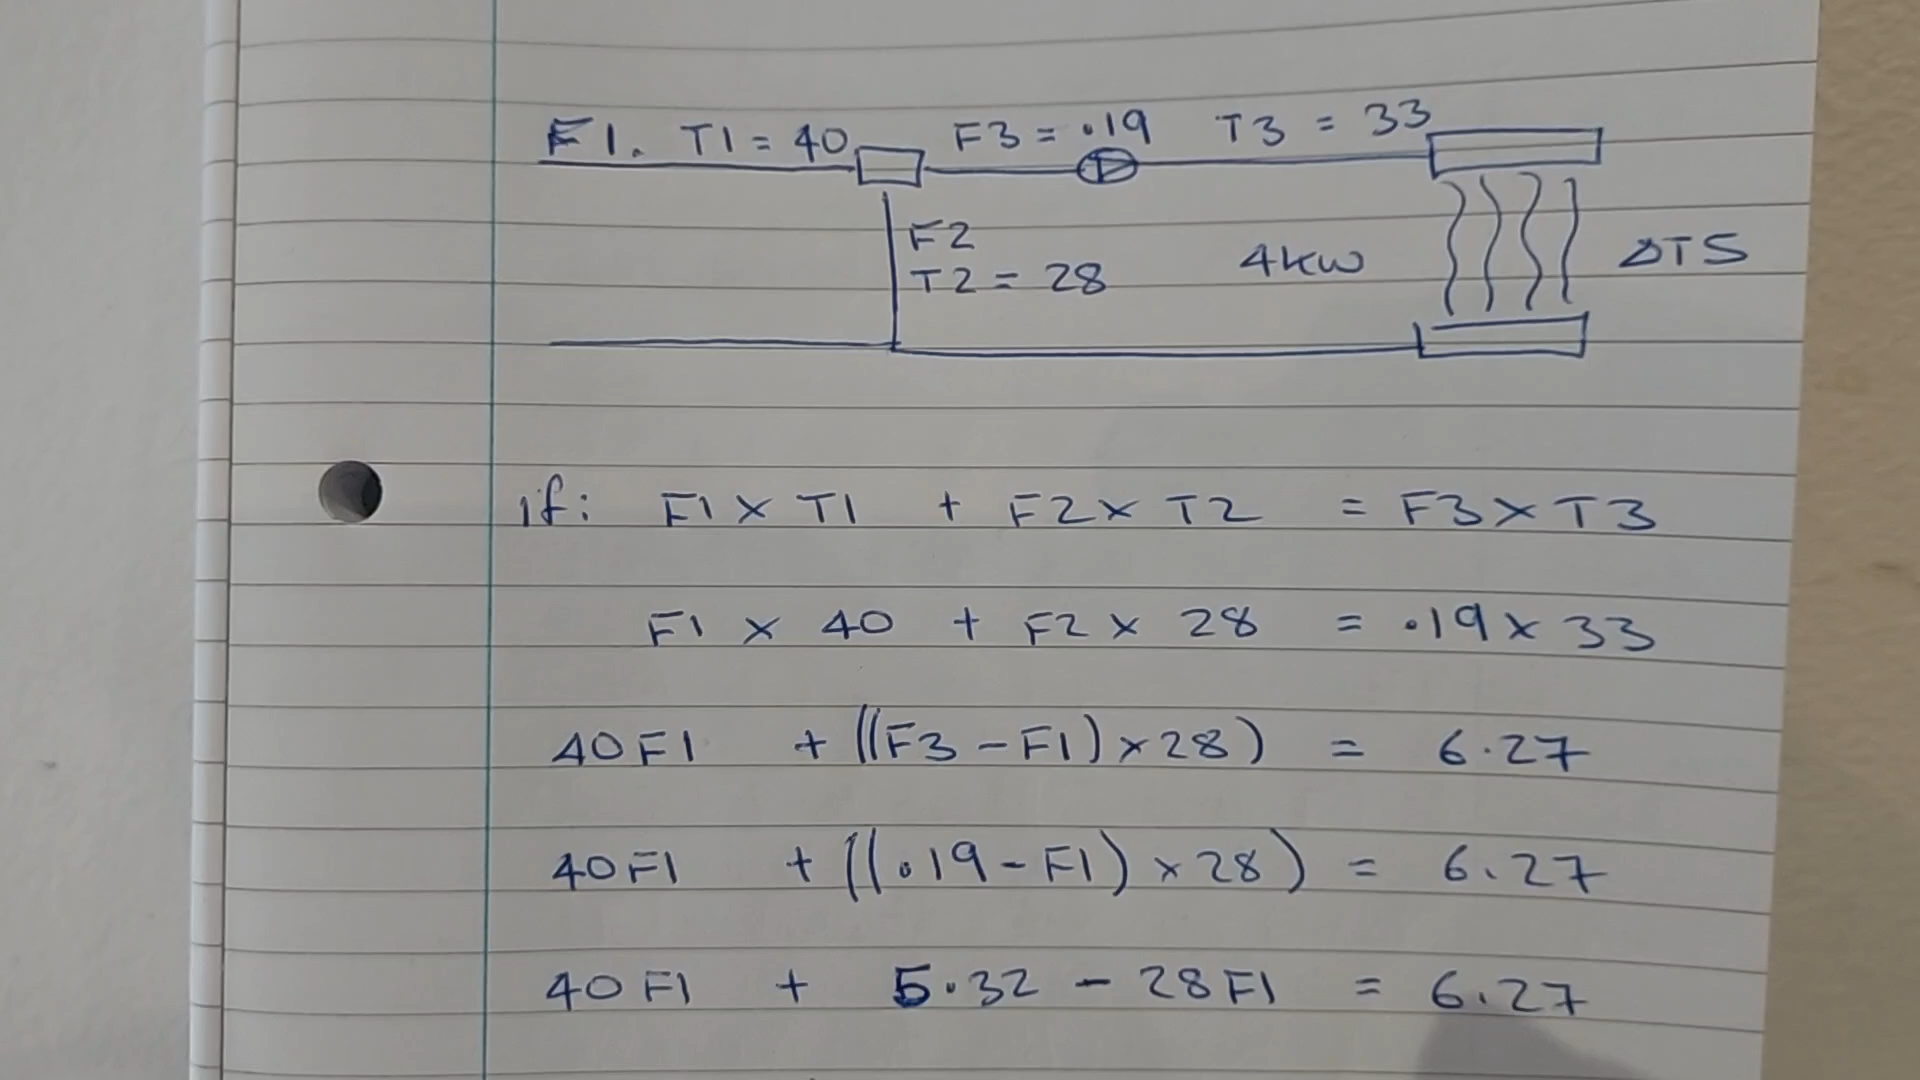 F1. T1 = 40 F3 = .19 T3 = 33
F2
T2 = 28
4kw
ΔT5
if: F1 x T1 + F2 x T2 = F3 x T3
F1 x 40 + F2 x 28 = .19 x 33
40F1 + ((F3 - F1) x 28) = 6.27
40F1 + ((.19 - F1) x 28) = 6.27
40F1 + 5.32 - 28F1 = 6.27